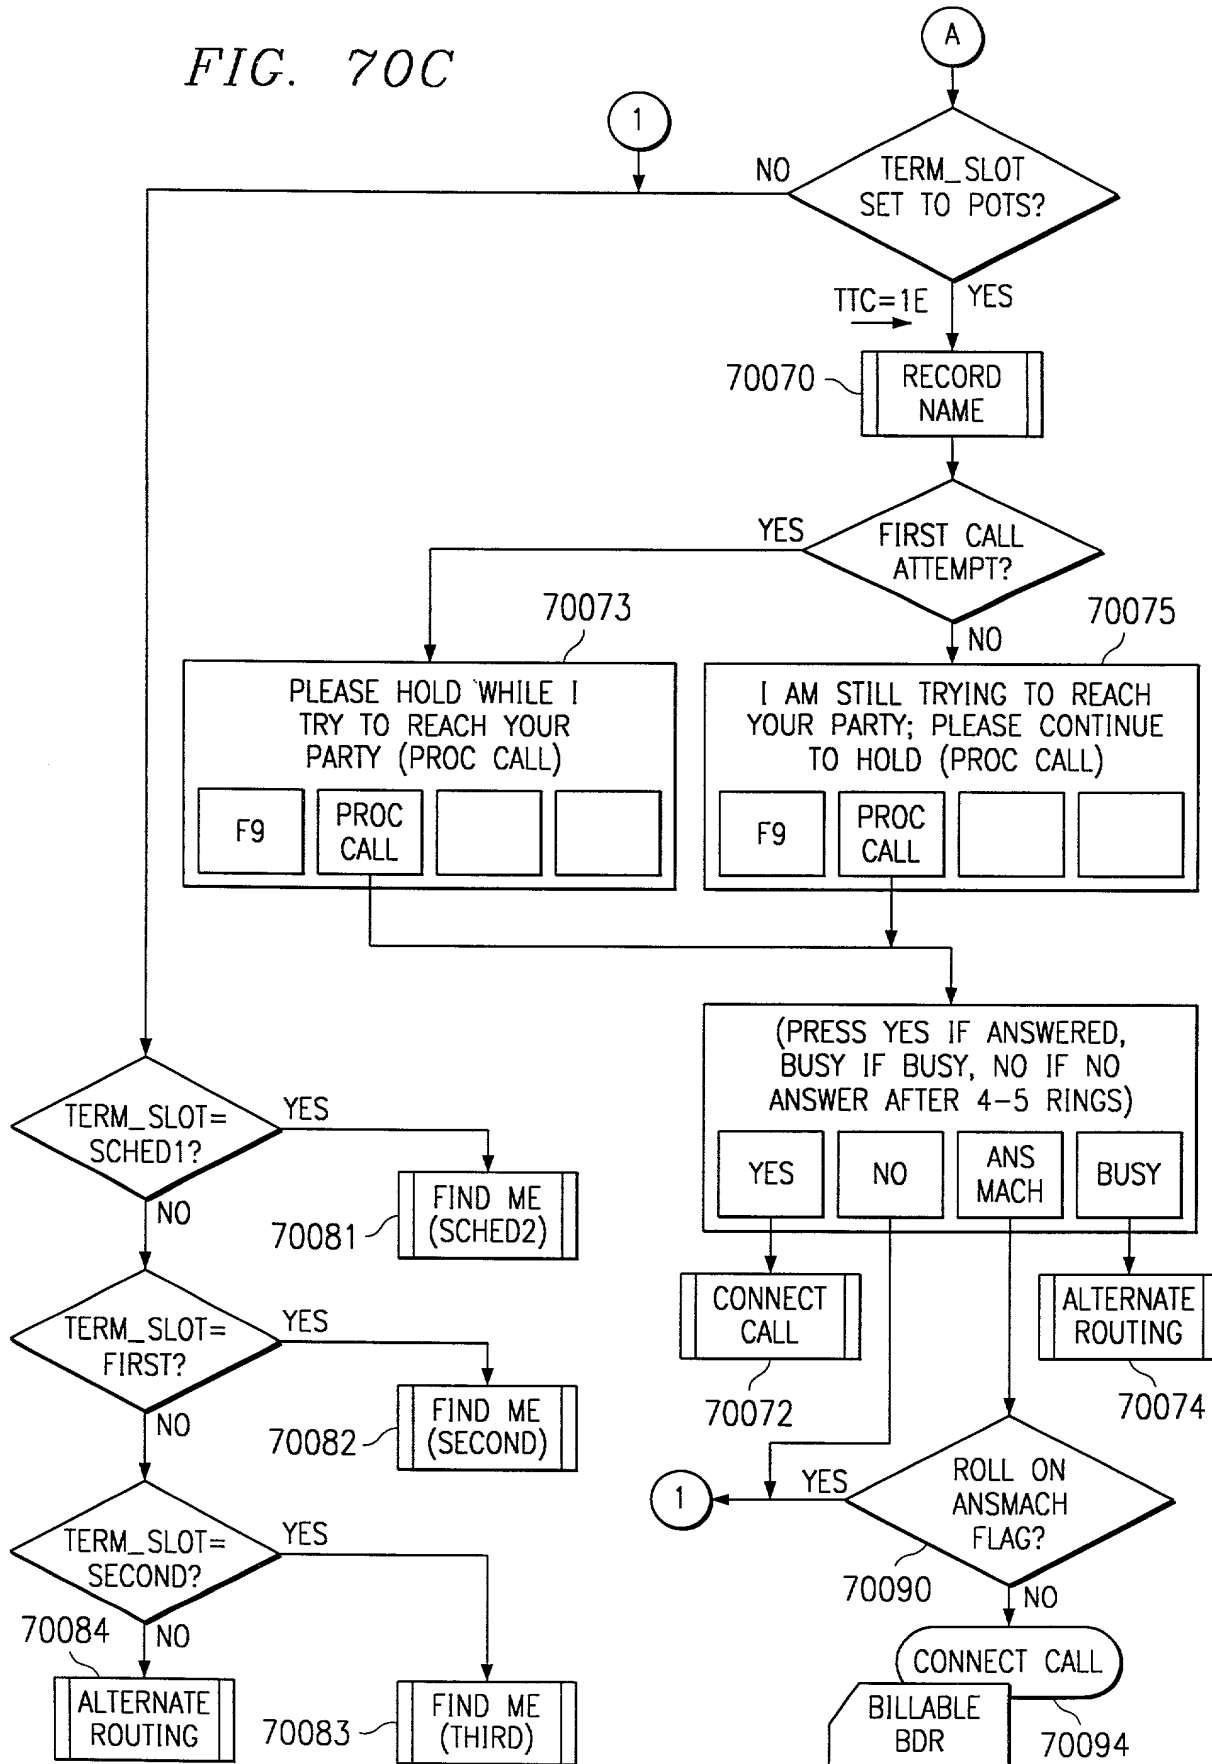 FIG. 70C
A
1
TERM_SLOT
SET TO POTS?
NO
YES
TTC=1E
70070
RECORD
NAME
FIRST CALL
ATTEMPT?
YES
NO
70073
PLEASE HOLD WHILE I
TRY TO REACH YOUR
PARTY (PROC CALL)
F9
PROC
CALL
70075
I AM STILL TRYING TO REACH
YOUR PARTY; PLEASE CONTINUE
TO HOLD (PROC CALL)
F9
PROC
CALL
(PRESS YES IF ANSWERED,
BUSY IF BUSY, NO IF NO
ANSWER AFTER 4-5 RINGS)
YES
NO
ANS
MACH
BUSY
CONNECT
CALL
70072
ALTERNATE
ROUTING
70074
ROLL ON
ANSMACH
FLAG?
YES
1
70090
NO
CONNECT CALL
70094
BILLABLE
BDR
TERM_SLOT=
SCHED1?
YES
NO
70081
FIND ME
(SCHED2)
TERM_SLOT=
FIRST?
YES
NO
70082
FIND ME
(SECOND)
TERM_SLOT=
SECOND?
YES
NO
70084
ALTERNATE
ROUTING
70083
FIND ME
(THIRD)